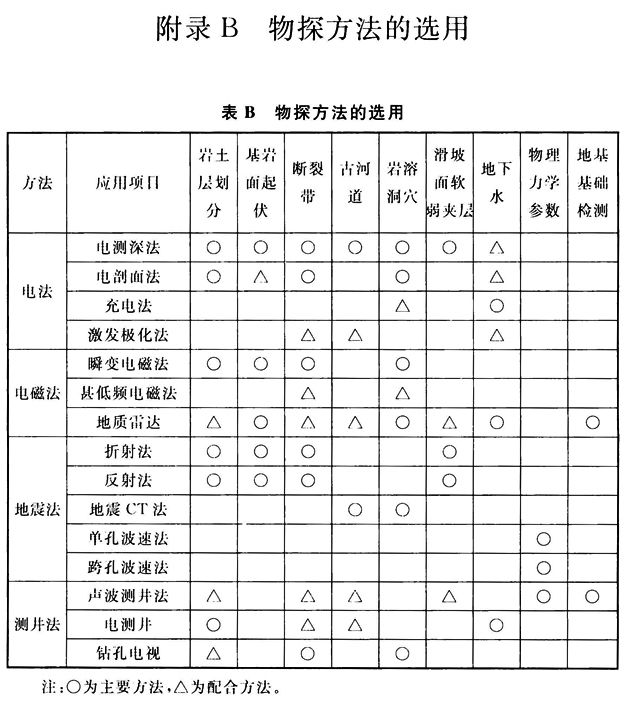 附录B 物探方法的选用
表B 物探方法的选用
方法 应用项目 岩土层划分 基岩面起伏 断裂带 古河道 岩溶洞穴 滑坡面软弱夹层 地下水 物理力学参数 地基基础检测
电法
电测深法 ○ ○ ○ ○ ○ ○ △
电剖面法 ○ △ ○ ○ △
充电法 △ ○
激发极化法 △ △ △
电磁法
瞬变电磁法 ○ ○ ○ ○
甚低频电磁法 △ △
地质雷达 △ ○ △ △ ○ △ ○ ○
地震法
折射法 ○ ○ ○ ○
反射法 ○ ○ ○ ○
地震CT法 ○ ○
单孔波速法 ○
跨孔波速法 ○
测井法
声波测井法 △ △ △ △ ○ ○
电测井 ○ △ △ ○
钻孔电视 △ ○ ○
注:○为主要方法,△为配合方法。